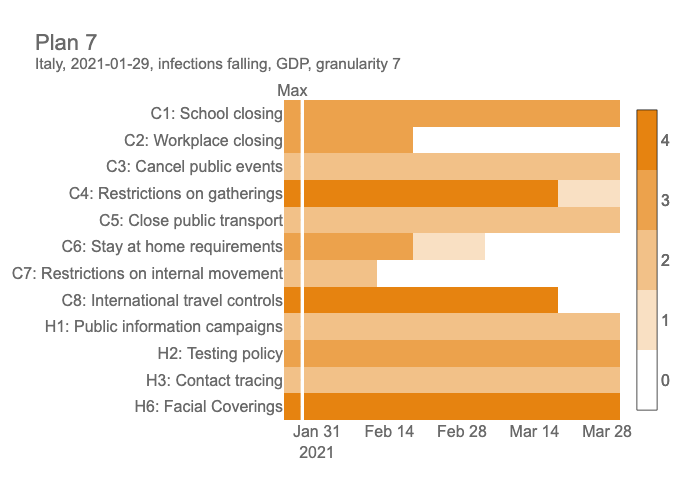 Plan 7
Italy, 2021-01-29, infections falling, GDP, granularity 7
Max
C1: School closing
C2: Workplace closing
C3: Cancel public events
C4: Restrictions on gatherings
C5: Close public transport
C6: Stay at home requirements
C7: Restrictions on internal movement
C8: International travel controls
H1: Public information campaigns
H2: Testing policy
H3: Contact tracing
H6: Facial Coverings
Jan 31 Feb 14 Feb 28 Mar 14 Mar 28
2021
4
3
2
1
0